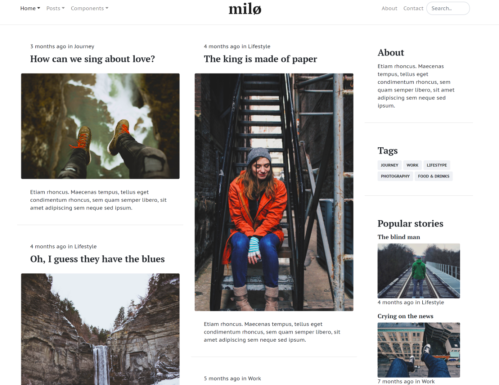 Home Posts Components
milø
About Contact Search..
3 months ago in Journey
How can we sing about love?
Etiam rhoncus. Maecenas tempus, tellus eget
condimentum rhoncus, sem quam semper libero, sit
amet adipiscing sem neque sed ipsum.
4 months ago in Lifestyle
Oh, I guess they have the blues
4 months ago in Lifestyle
The king is made of paper
Etiam rhoncus. Maecenas tempus, tellus eget
condimentum rhoncus, sem quam semper libero, sit
amet adipiscing sem neque sed ipsum.
5 months ago in Work
About
Etiam rhoncus. Maecenas
tempus, tellus eget
condimentum rhoncus, sem
quam semper libero, sit amet
adipiscing sem neque sed
ipsum.
Tags
JOURNEY WORK LIFESTYPE
PHOTOGRAPHY FOOD & DRINKS
Popular stories
The blind man
4 months ago in Lifestyle
Crying on the news
7 months ago in Work